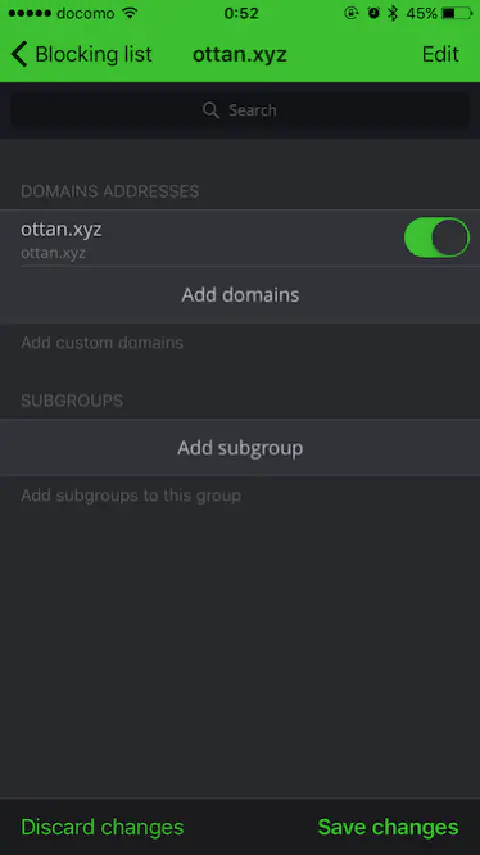 docomo 0:52 45%
Blocking list ottan.xyz Edit
Search
DOMAINS ADDRESSES
ottan.xyz
ottan.xyz
Add domains
Add custom domains
SUBGROUPS
Add subgroup
Add subgroups to this group
Discard changes Save changes